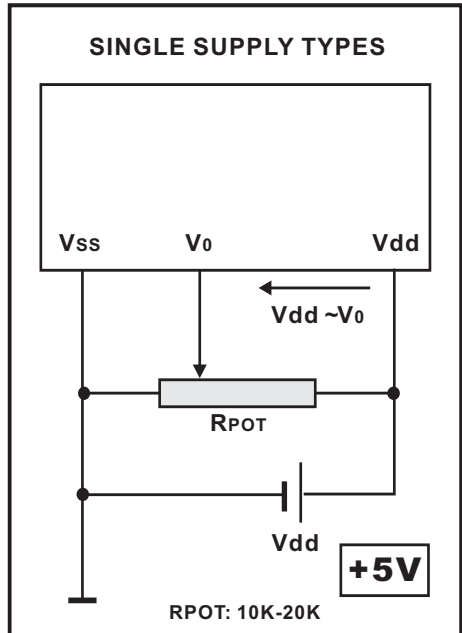 SINGLE SUPPLY TYPES
VSS V0 Vdd
Vdd ~V0
RPOT
Vdd
+5V
RPOT: 10K-20K